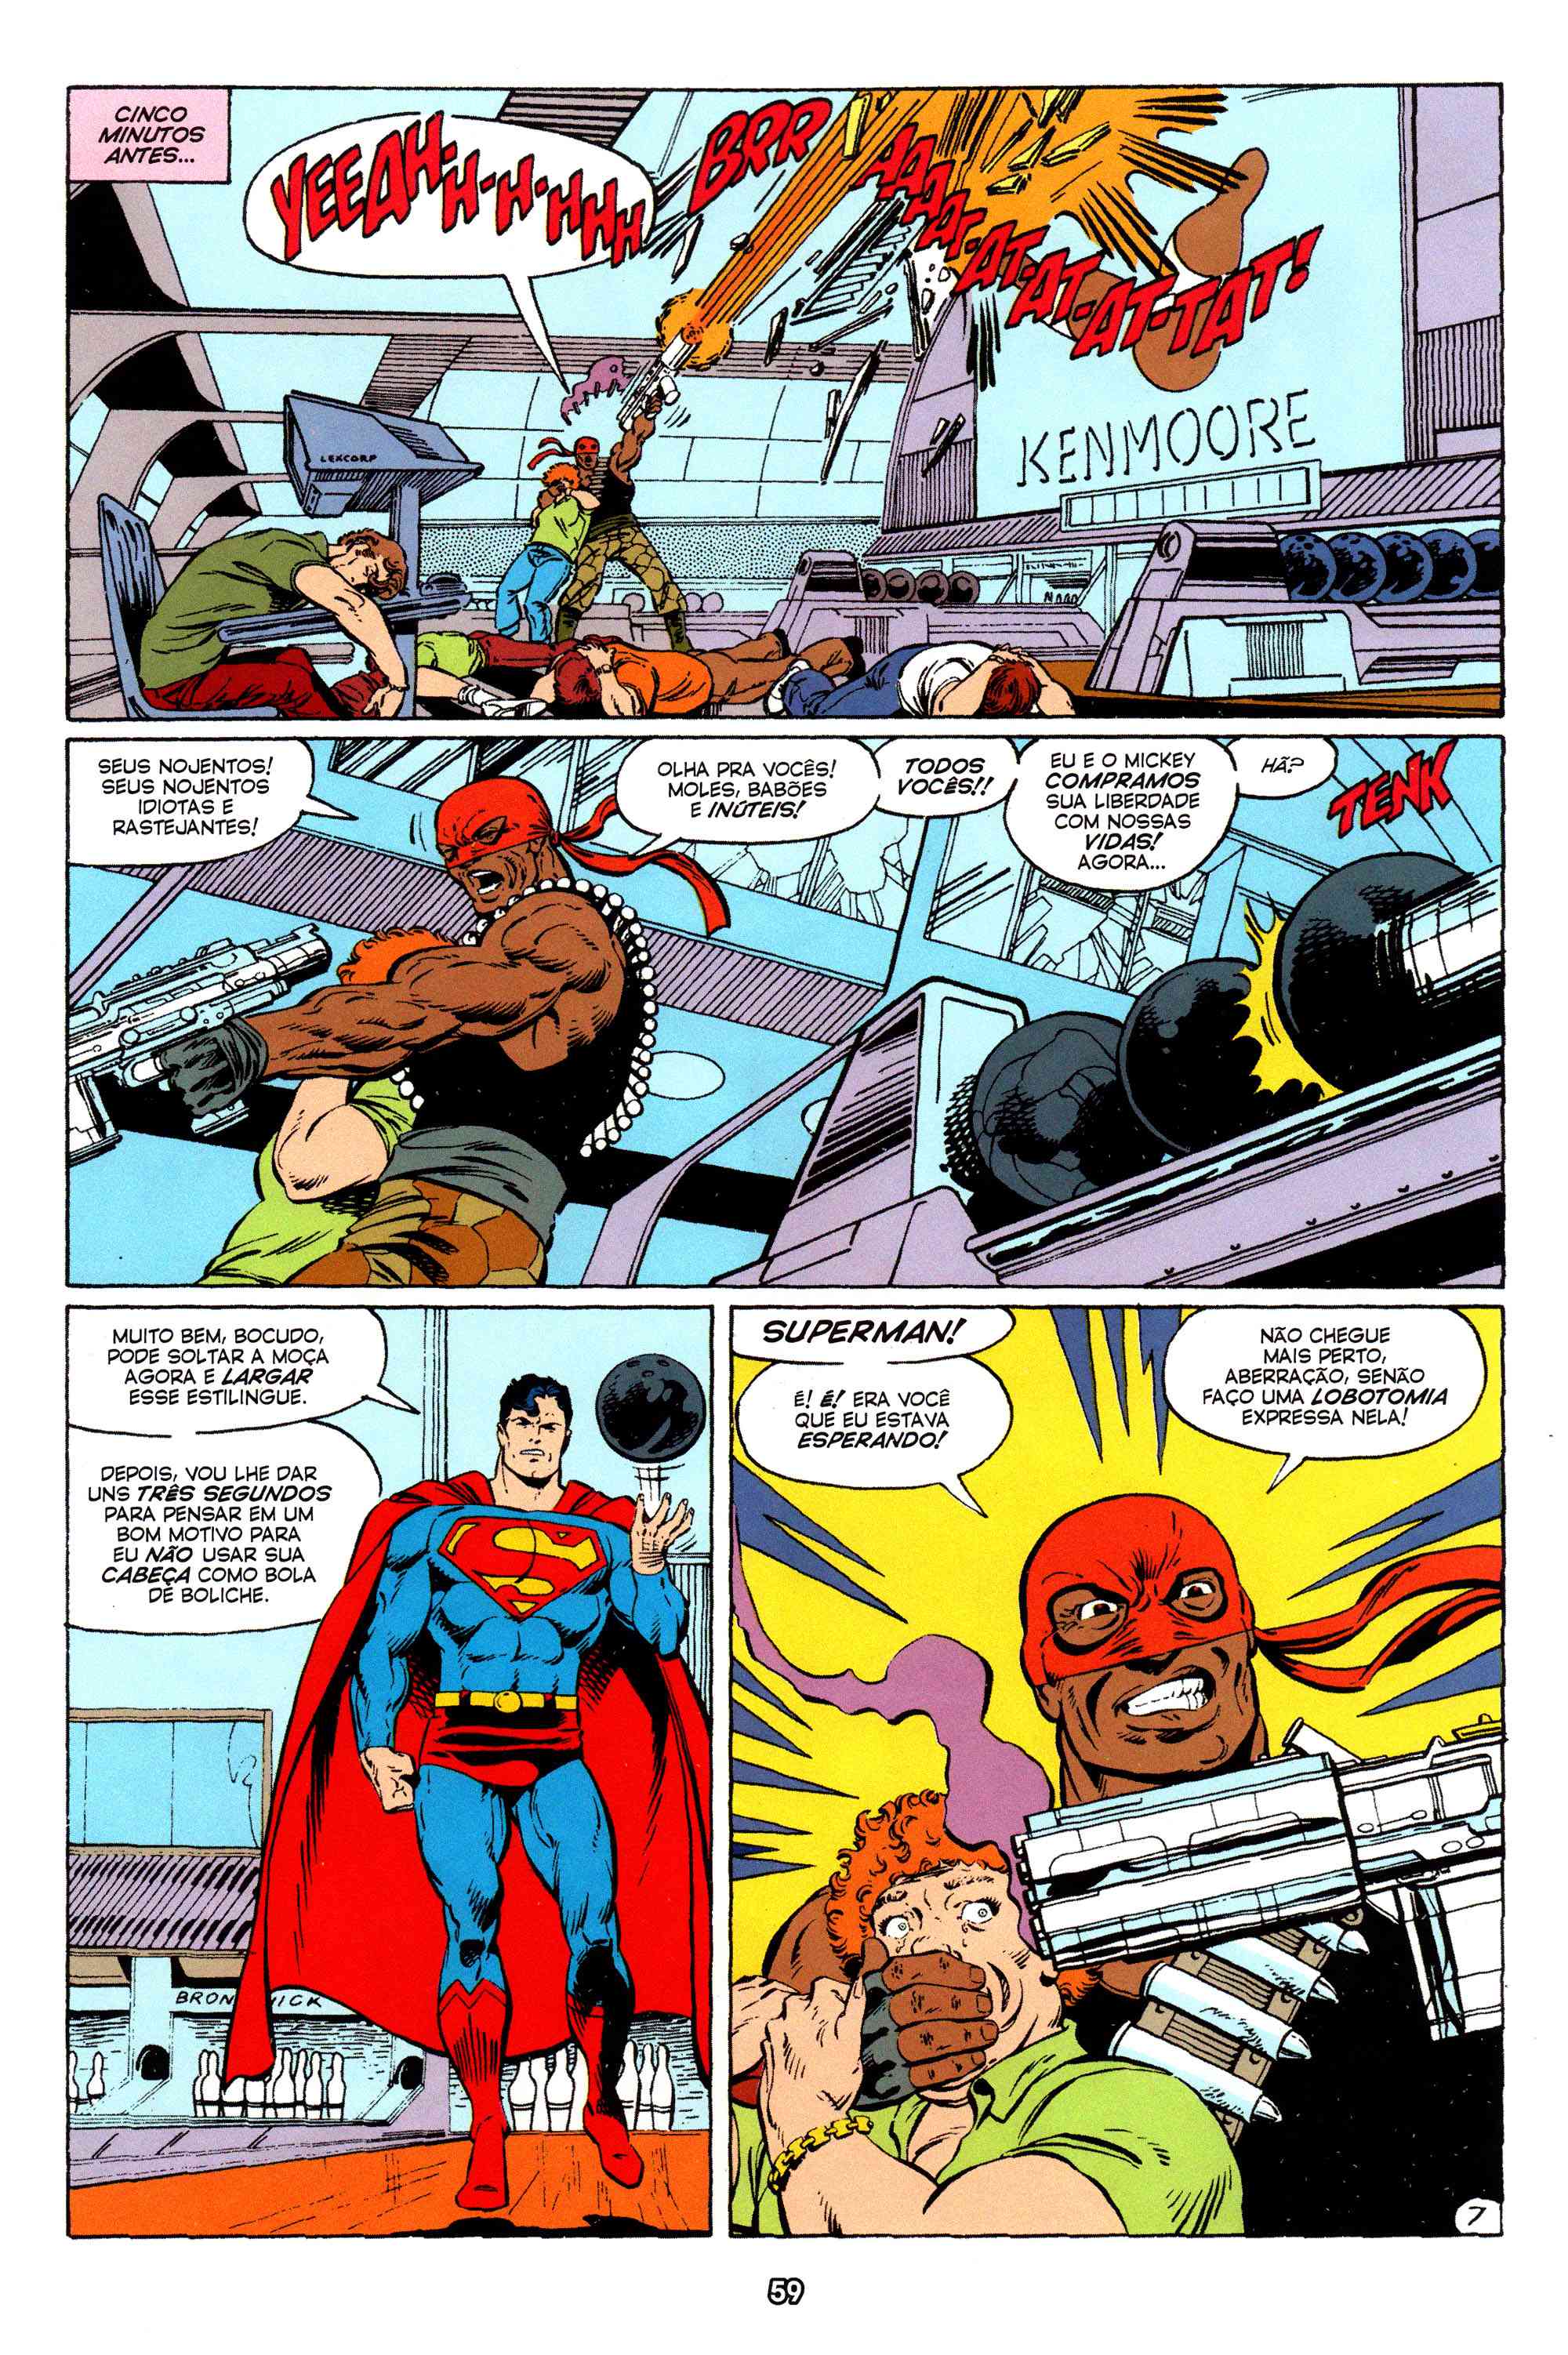 CINCO
MINUTOS
ANTES...
YEEAH-H-H-HHH
BRR
AAAAT-AT-AT-AT-TAT!
LEXCORP
KENMOORE
SEUS NOJENTOS!
SEUS NOJENTOS
IDIOTAS E
RASTEJANTES!
OLHA PRA VOCÊS!
MOLES, BABÕES
E INÚTEIS!
TODOS
VOCÊS!!
EU E O MICKEY
COMPRAMOS
SUA LIBERDADE
COM NOSSAS
VIDAS!
AGORA...
HÃ?
TENK
MUITO BEM, BOCUDO,
PODE SOLTAR A MOÇA
AGORA E LARGAR
ESSE ESTILINGUE.
DEPOIS, VOU LHE DAR
UNS TRÊS SEGUNDOS
PARA PENSAR EM UM
BOM MOTIVO PARA
EU NÃO USAR SUA
CABEÇA COMO BOLA
DE BOLICHE.
S
SUPERMAN!
É! É! ERA VOCÊ
QUE EU ESTAVA
ESPERANDO!
NÃO CHEGUE
MAIS PERTO,
ABERRAÇÃO, SENÃO
FAÇO UMA LOBOTOMIA
EXPRESSA NELA!
7
59